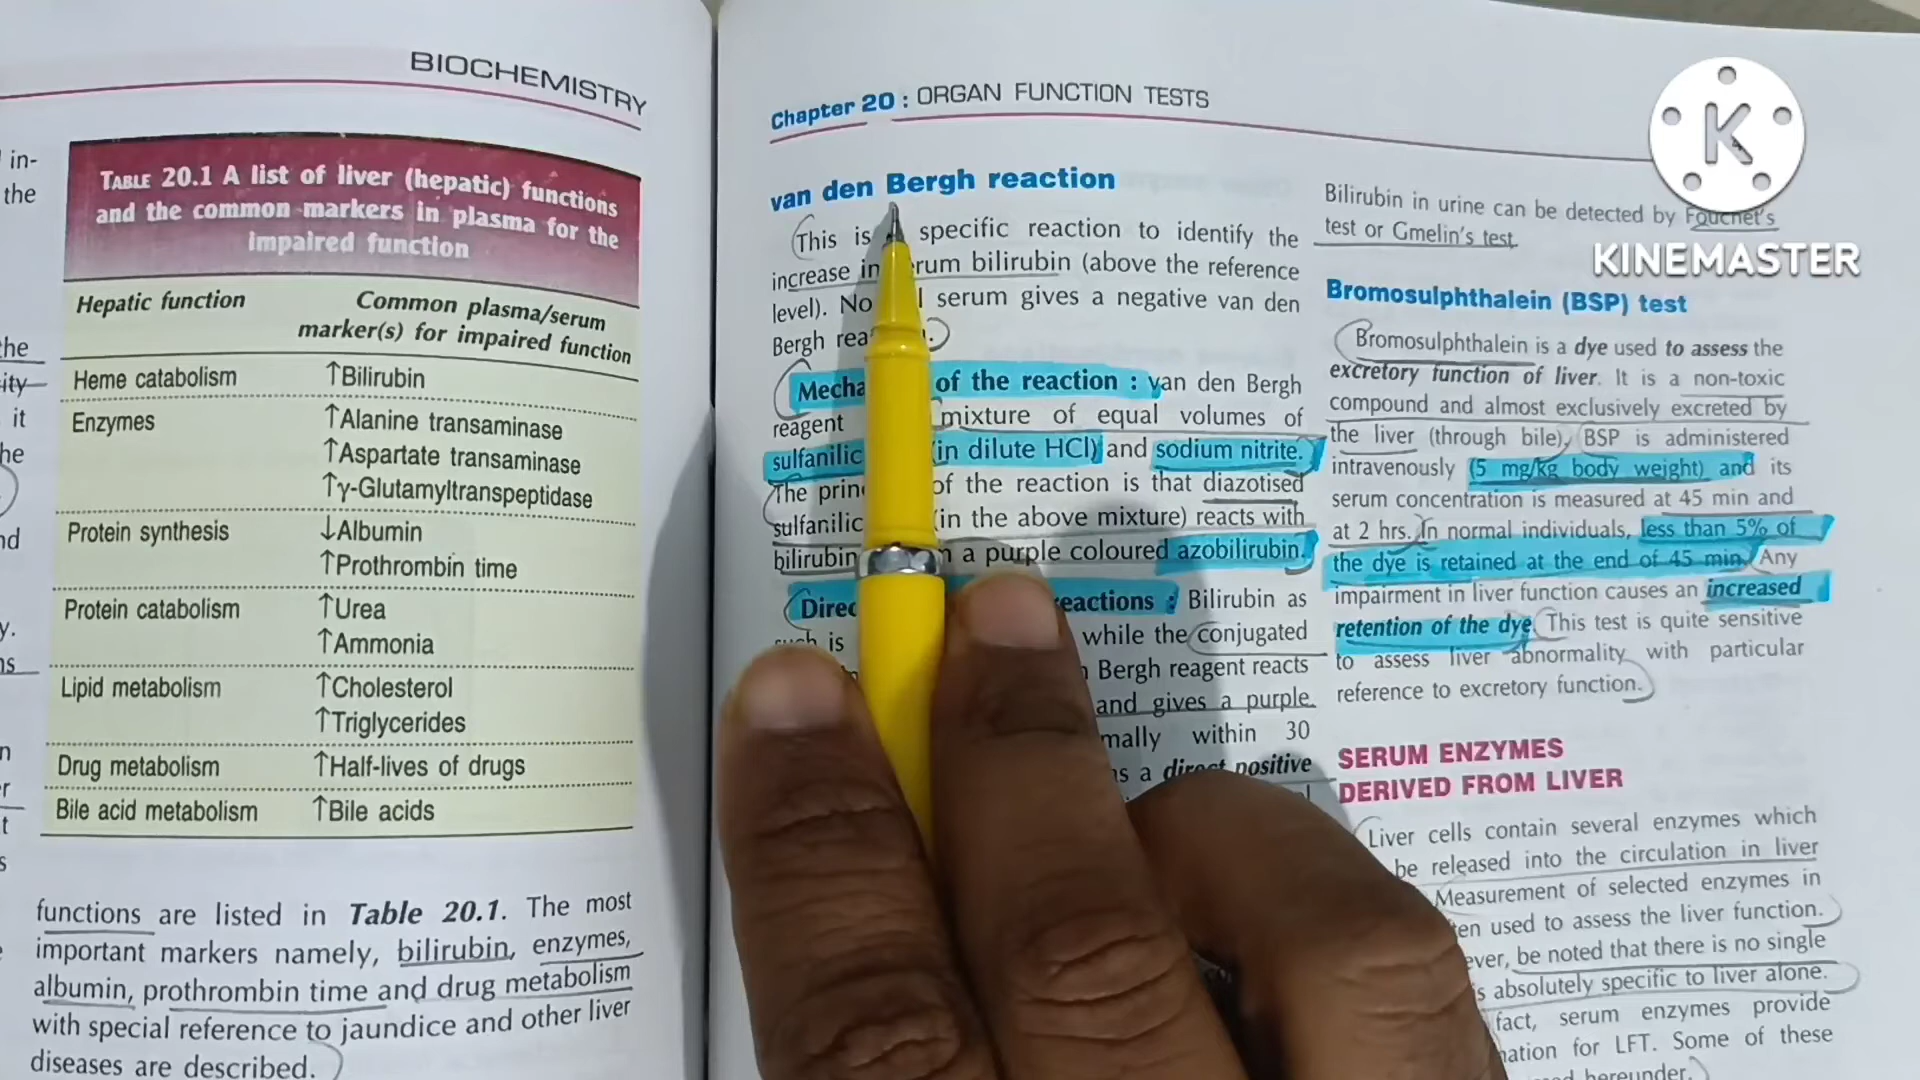 BIOCHEMISTRY
in-
the
the
ity
it
he
nd
y.
ns
n
r
t
s
TABLE 20.1 A list of liver (hepatic) functions
and the common markers in plasma for the
impaired function
Hepatic function Common plasma/serum
marker(s) for impaired function
Heme catabolism ↑Bilirubin
Enzymes ↑Alanine transaminase
↑Aspartate transaminase
↑γ-Glutamyltranspeptidase
Protein synthesis ↓Albumin
↑Prothrombin time
Protein catabolism ↑Urea
↑Ammonia
Lipid metabolism ↑Cholesterol
↑Triglycerides
Drug metabolism ↑Half-lives of drugs
Bile acid metabolism ↑Bile acids
functions are listed in Table 20.1. The most
important markers namely, bilirubin, enzymes,
albumin, prothrombin time and drug metabolism
with special reference to jaundice and other liver
diseases are described.
Chapter 20 : ORGAN FUNCTION TESTS
van den Bergh reaction
This is specific reaction to identify the
increase in rum bilirubin (above the reference
level). No l serum gives a negative van den
Bergh rea
Mecha of the reaction : van den Bergh
reagent mixture of equal volumes of
sulfanilic (in dilute HCl) and sodium nitrite.
The prin of the reaction is that diazotised
sulfanilic (in the above mixture) reacts with
bilirubin a purple coloured azobilirubin.
Direc eactions : Bilirubin as
such is while the conjugated
Bergh reagent reacts
and gives a purple
mally within 30
s a direct positive
Bilirubin in urine can be detected by Fouchet's
test or Gmelin's test.
Bromosulphthalein (BSP) test
Bromosulphthalein is a dye used to assess the
excretory function of liver. It is a non-toxic
compound and almost exclusively excreted by
the liver (through bile). BSP is administered
intravenously (5 mg/kg body weight) and its
serum concentration is measured at 45 min and
at 2 hrs. In normal individuals, less than 5% of
the dye is retained at the end of 45 min. Any
impairment in liver function causes an increased
retention of the dye. This test is quite sensitive
to assess liver abnormality with particular
reference to excretory function.
SERUM ENZYMES
DERIVED FROM LIVER
Liver cells contain several enzymes which
be released into the circulation in liver
Measurement of selected enzymes in
ten used to assess the liver function.
ever, be noted that there is no single
s absolutely specific to liver alone.
fact, serum enzymes provide
mation for LFT. Some of these
hereunder.
K
KINEMASTER